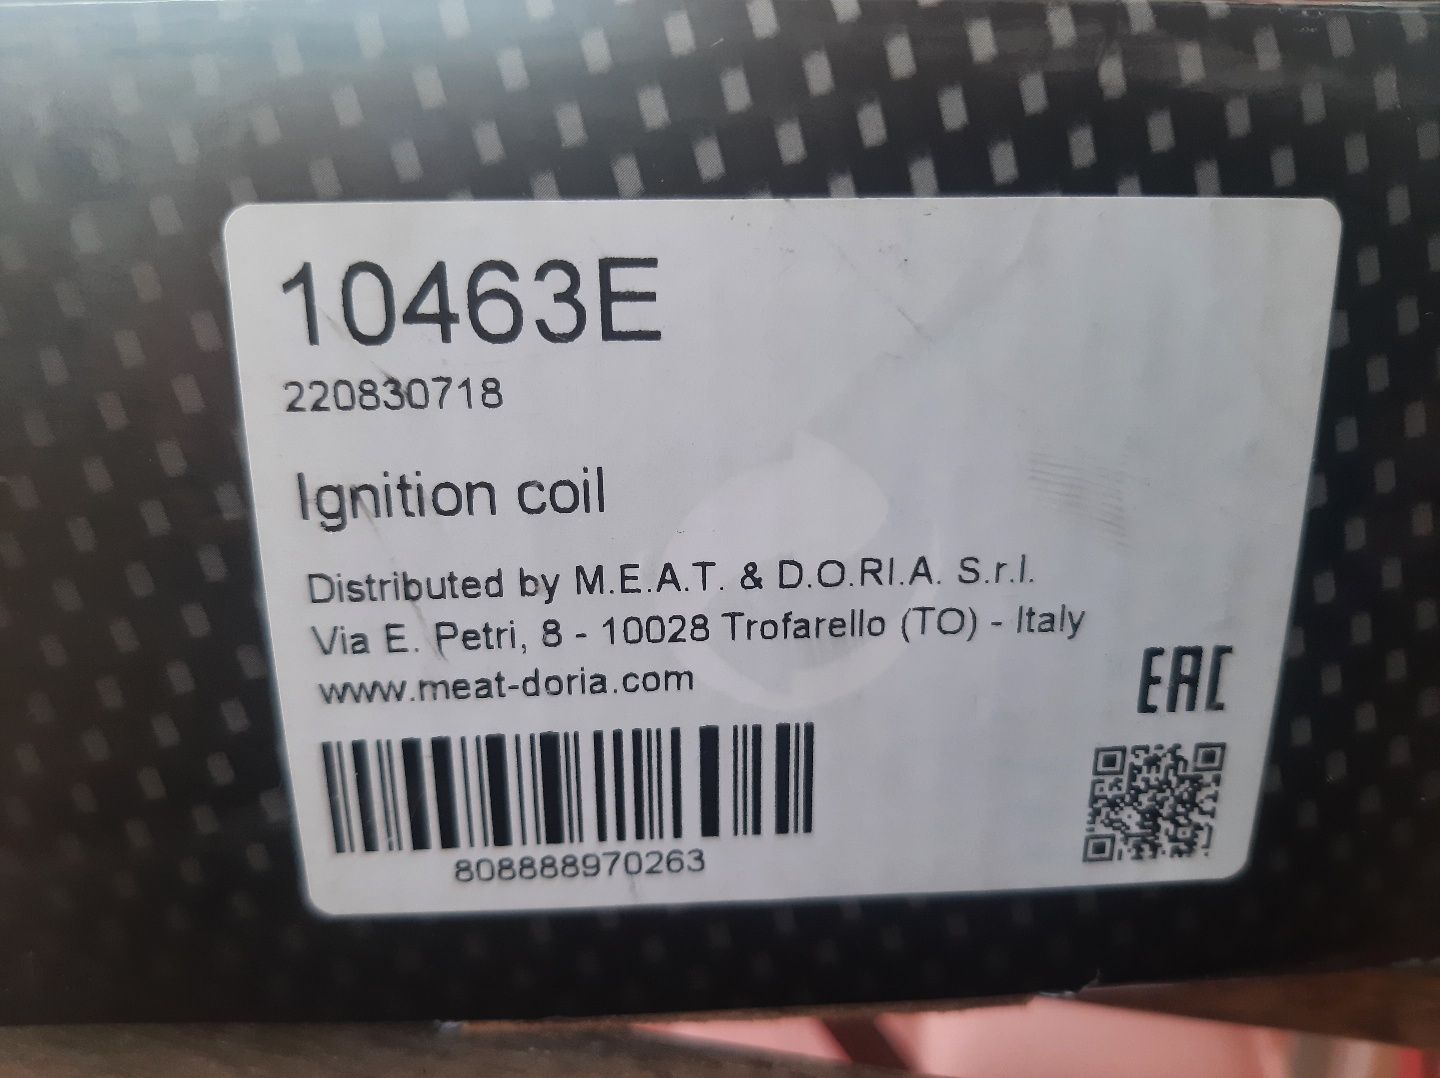 10463E
220830718
Ignition coil
Distributed by M.E.A.T. & D.O.RI.A. S.r.l.
Via E. Petri, 8 - 10028 Trofarello (TO) - Italy
www.meat-doria.com
EAC
808888970263